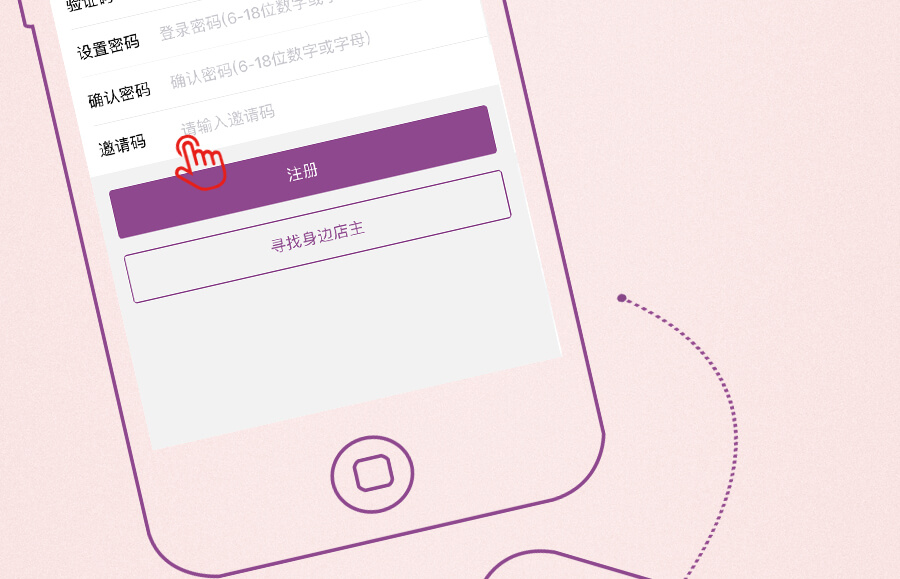 验证码
设置密码 登录密码(6-18位数字或字
确认密码 确认密码(6-18位数字或字母)
邀请码 请输入邀请码
注册
寻找身边店主